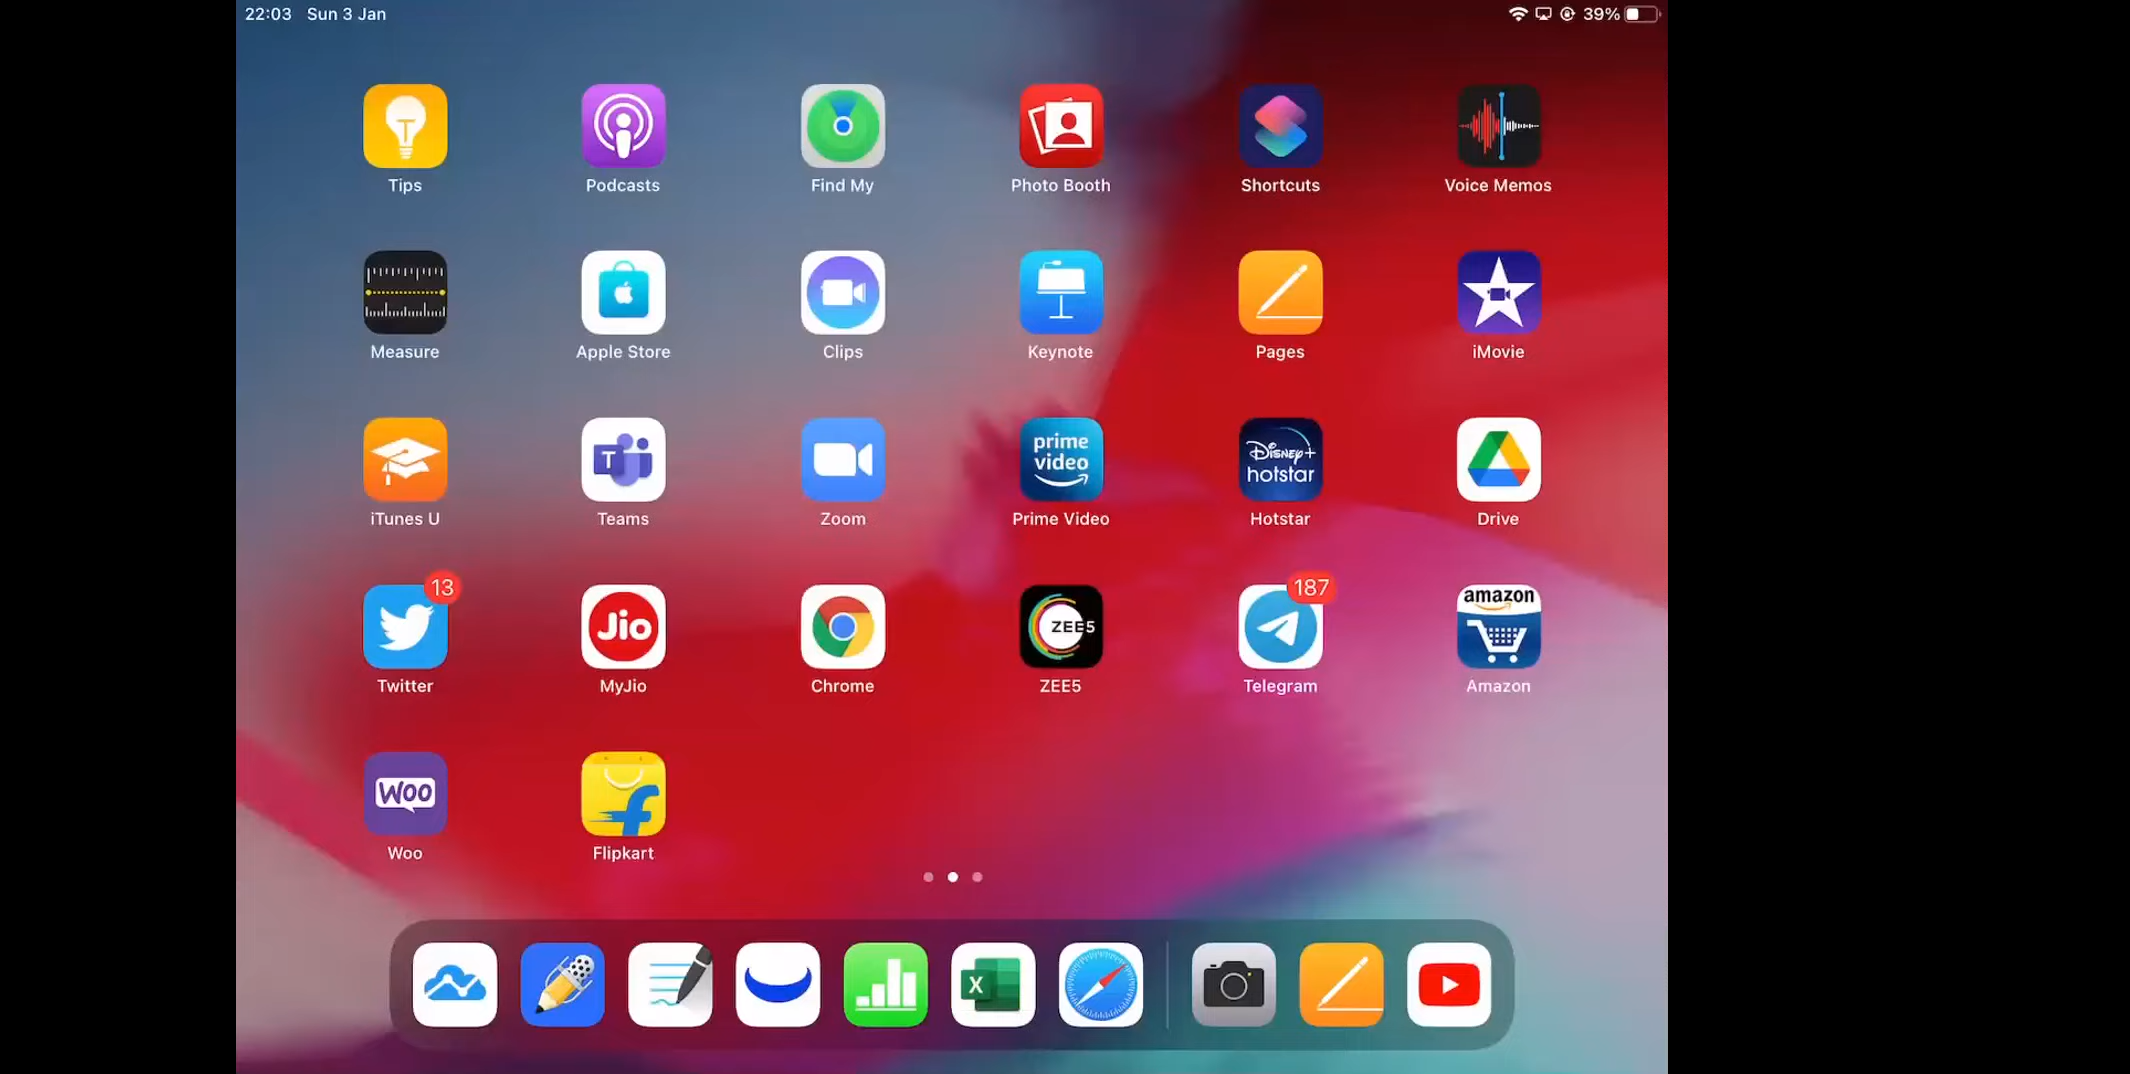 22:03 Sun 3 Jan
39%
T
Tips
Podcasts
Find My
Photo Booth
Shortcuts
Voice Memos
Measure
Apple Store
Clips
Keynote
Pages
iMovie
T
prime
video
Disney+
hotstar
iTunes U
Teams
Zoom
Prime Video
Hotstar
Drive
13
187
Jio
ZEE5
amazon
Twitter
MyJio
Chrome
ZEE5
Telegram
Amazon
Woo
f
Woo
Flipkart
X